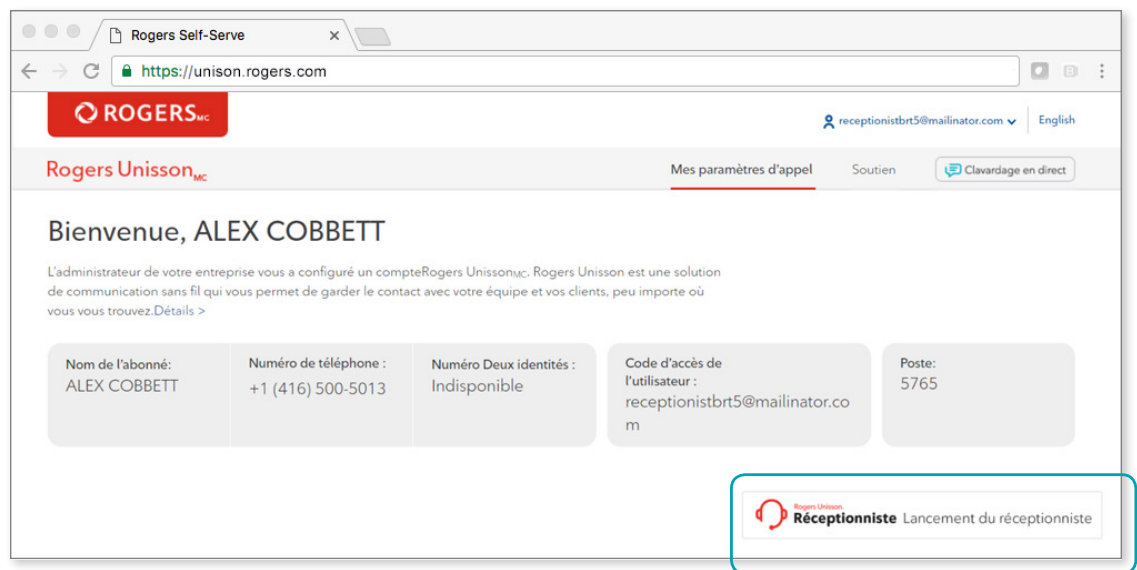 Rogers Self-Serve
https://unison.rogers.com
ROGERS MC
receptionistbrt5@mailinator.com
English
Rogers Unisson MC
Mes paramètres d'appel
Soutien
Clavardage en direct
Bienvenue, ALEX COBBETT
L'administrateur de votre entreprise vous a configuré un compteRogers UnissonMC. Rogers Unisson est une solution
de communication sans fil qui vous permet de garder le contact avec votre équipe et vos clients, peu importe où
vous vous trouvez.Détails >
Nom de l'abonné:
ALEX COBBETT
Numéro de téléphone :
+1 (416) 500-5013
Numéro Deux identités :
Indisponible
Code d'accès de
l'utilisateur :
receptionistbrt5@mailinator.co
m
Poste:
5765
Rogers Unisson
Réceptionniste Lancement du réceptionniste